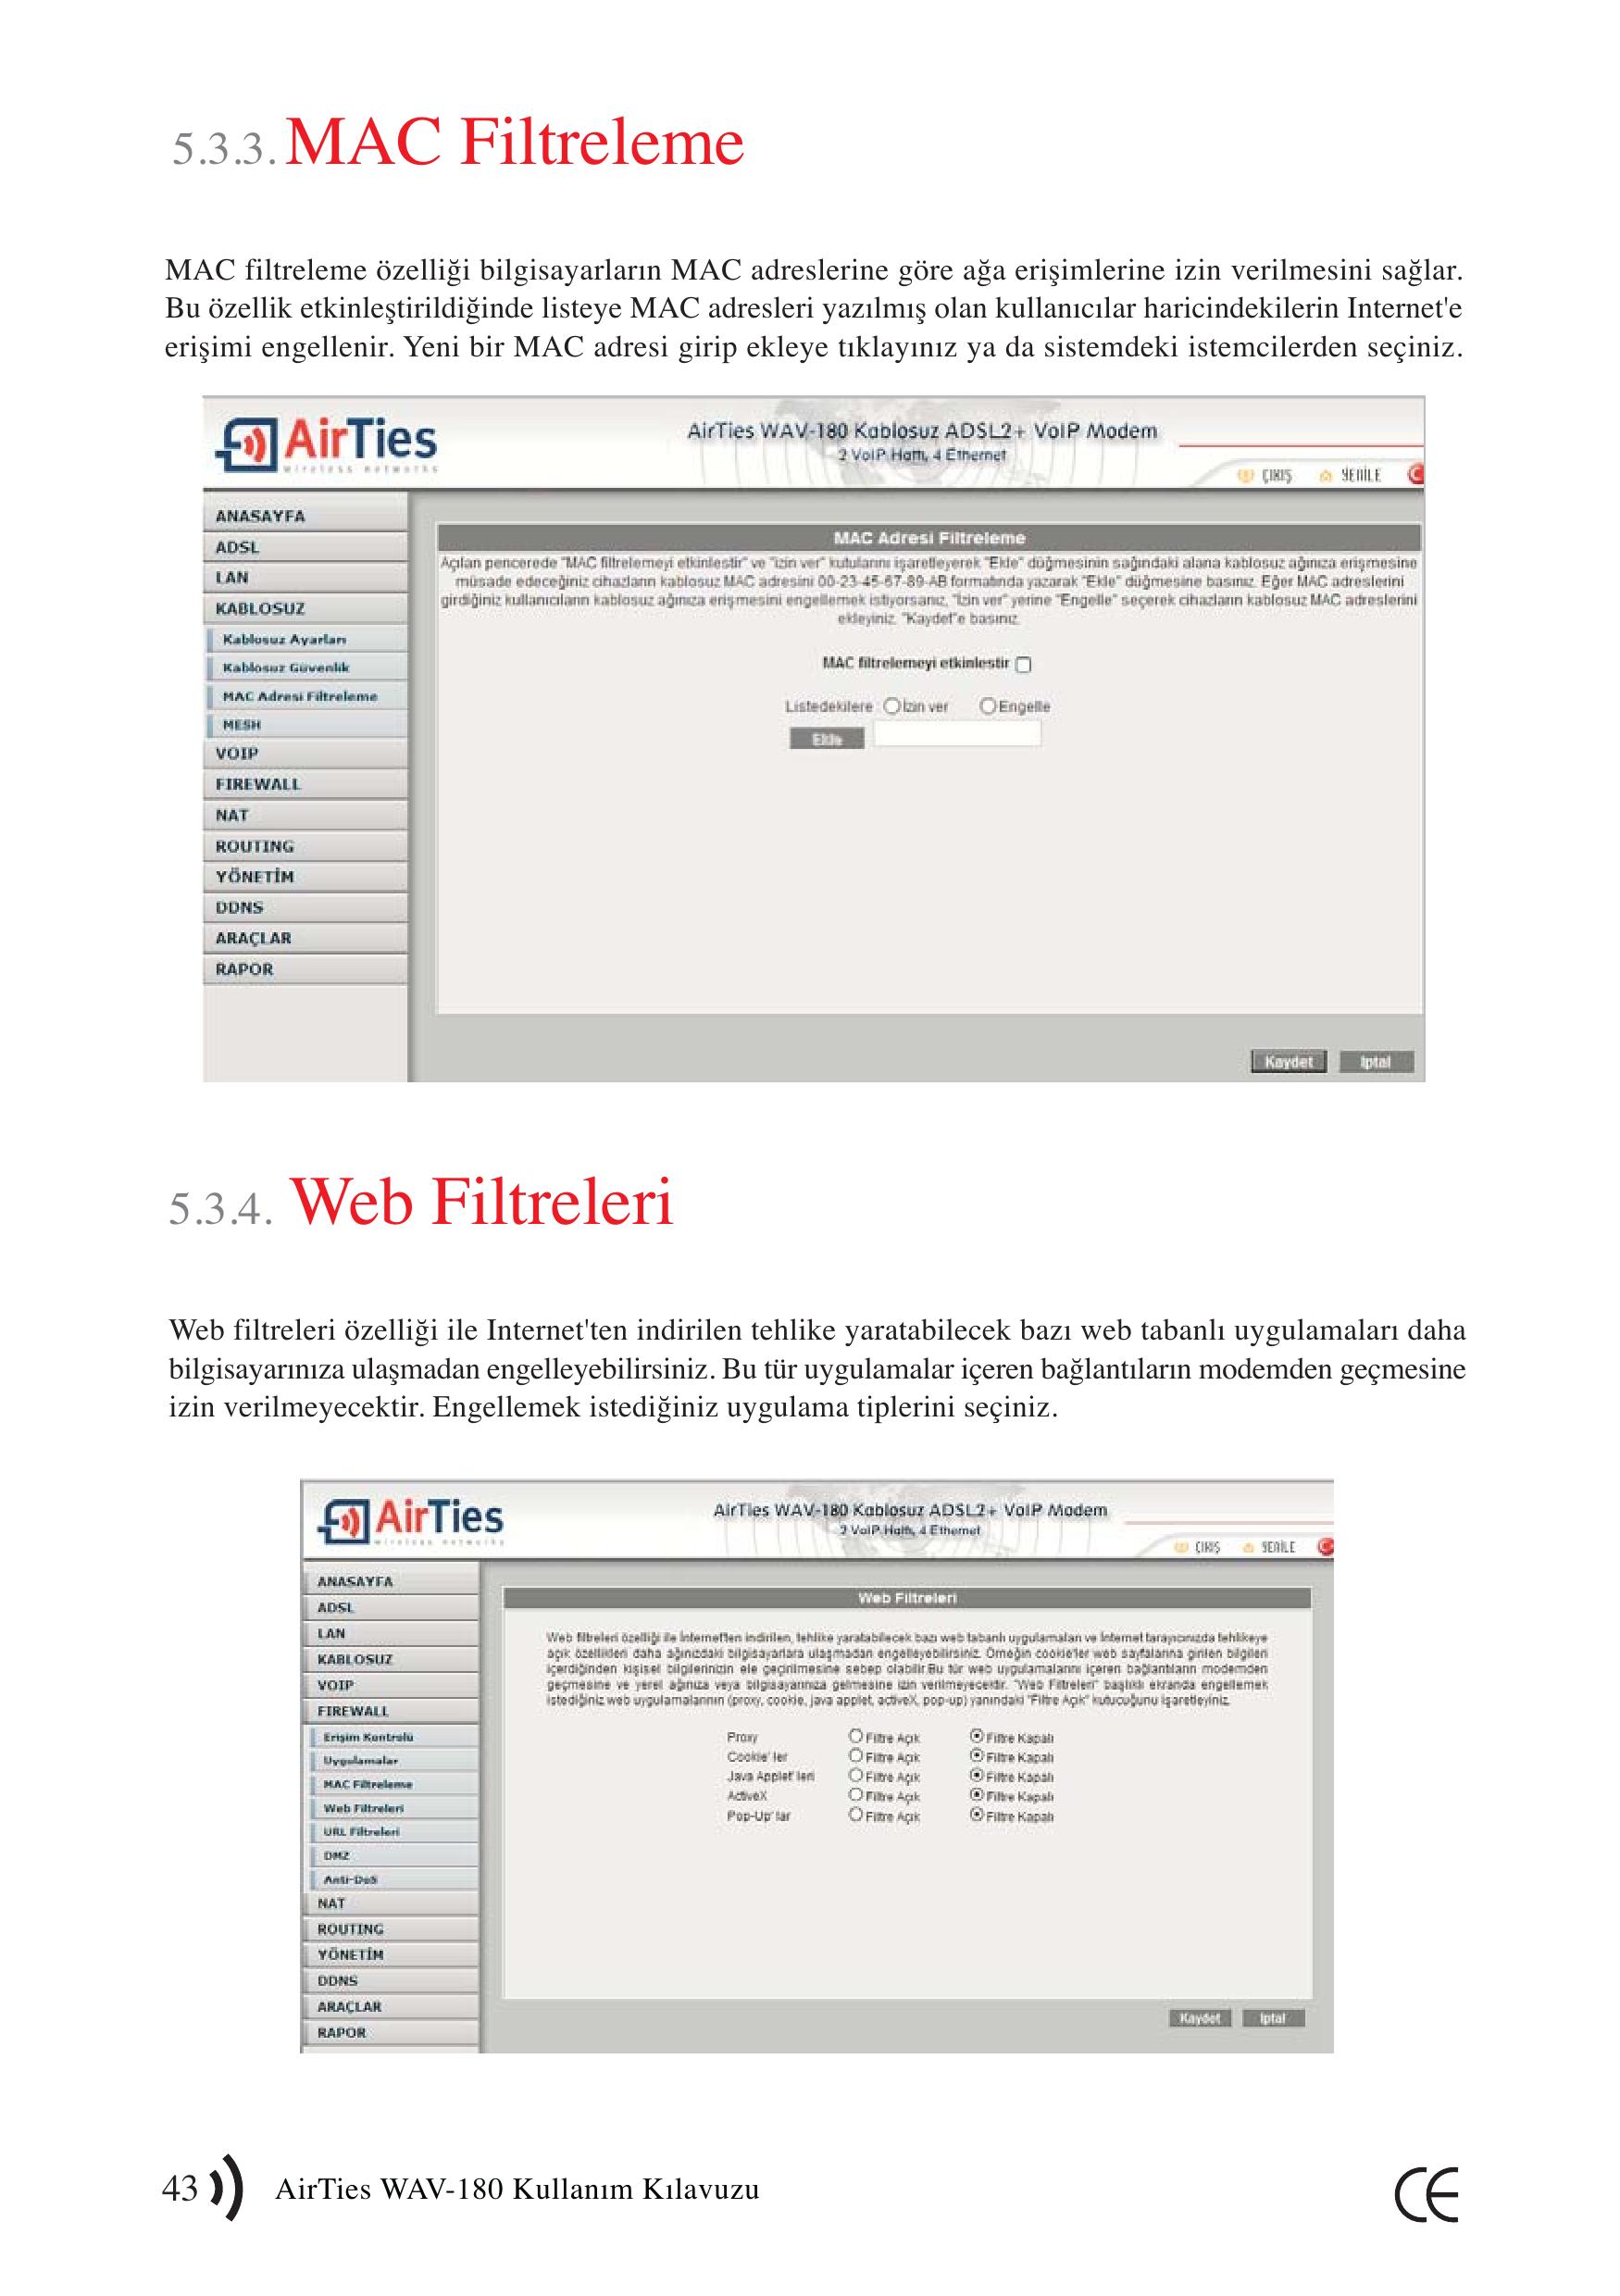 5.3.3. MAC Filtreleme
MAC filtreleme özelliği bilgisayarların MAC adreslerine göre ağa erişimlerine izin verilmesini sağlar.
Bu özellik etkinleştirildiğinde listeye MAC adresleri yazılmış olan kullanıcılar haricindekilerin Internet'e
erişimi engellenir. Yeni bir MAC adresi girip ekleye tıklayınız ya da sistemdeki istemcilerden seçiniz.
AirTies
wireless networks
AirTies WAV-180 Kablosuz ADSL2+ VoIP Modem
2 VoIP Hattı, 4 Ethernet
ÇIKIŞ YENİLE
ANASAYFA
ADSL
LAN
KABLOSUZ
Kablosuz Ayarları
Kablosuz Güvenlik
MAC Adresi Filtreleme
MESH
VOIP
FIREWALL
NAT
ROUTING
YÖNETİM
DDNS
ARAÇLAR
RAPOR
MAC Adresi Filtreleme
Açılan pencerede "MAC filtrelemeyi etkinlestir" ve "izin ver" kutularını işaretleyerek "Ekle" düğmesinin sağındaki alana kablosuz ağınıza erişmesine
müsade edeceğiniz cihazların kablosuz MAC adresini 00-23-45-67-89-AB formatında yazarak "Ekle" düğmesine basınız. Eğer MAC adreslerini
girdiğiniz kullanıcıların kablosuz ağınıza erişmesini engellemek istiyorsanız, "İzin ver" yerine "Engelle" seçerek cihazların kablosuz MAC adreslerini
ekleyiniz. "Kaydet"e basınız.
MAC filtrelemeyi etkinlestir
Listedekilere İzin ver Engelle
Ekle
Kaydet Iptal
5.3.4. Web Filtreleri
Web filtreleri özelliği ile Internet'ten indirilen tehlike yaratabilecek bazı web tabanlı uygulamaları daha
bilgisayarınıza ulaşmadan engelleyebilirsiniz. Bu tür uygulamalar içeren bağlantıların modemden geçmesine
izin verilmeyecektir. Engellemek istediğiniz uygulama tiplerini seçiniz.
AirTies
wireless networks
AirTies WAV-180 Kablosuz ADSL2+ VoIP Modem
2 VoIP Hattı, 4 Ethernet
ÇIKIŞ YENİLE
ANASAYFA
ADSL
LAN
KABLOSUZ
VOIP
FIREWALL
Erişim Kontrolü
Uygulamalar
MAC Filtreleme
Web Filtreleri
URL Filtreleri
DMZ
Anti-DoS
NAT
ROUTING
YÖNETİM
DDNS
ARAÇLAR
RAPOR
Web Filtreleri
Web filtreleri özelliği ile İnternet'ten indirilen, tehlike yaratabilecek bazı web tabanlı uygulamaları ve İnternet tarayıcınızda tehlikeye
açık özellikleri daha ağınızdaki bilgisayarlara ulaşmadan engelleyebilirsiniz. Örneğin cookie'ler web sayfalarına girilen bilgileri
içerdiğinden kişisel bilgilerinizin ele geçirilmesine sebep olabilir.Bu tür web uygulamalarını içeren bağlantıların modemden
geçmesine ve yerel ağınıza veya bilgisayarınıza gelmesine izin verilmeyecektir. "Web Filtreleri" başlıklı ekranda engellemek
istediğiniz web uygulamalarının (proxy, cookie, java applet, activeX, pop-up) yanındaki "Filtre Açık" kutucuğunu işaretleyiniz.
Proxy Filtre Açık Filtre Kapalı
Cookie' ler Filtre Açık Filtre Kapalı
Java Applet' leri Filtre Açık Filtre Kapalı
ActiveX Filtre Açık Filtre Kapalı
Pop-Up' lar Filtre Açık Filtre Kapalı
Kaydet Iptal
43 AirTies WAV-180 Kullanım Kılavuzu
CE